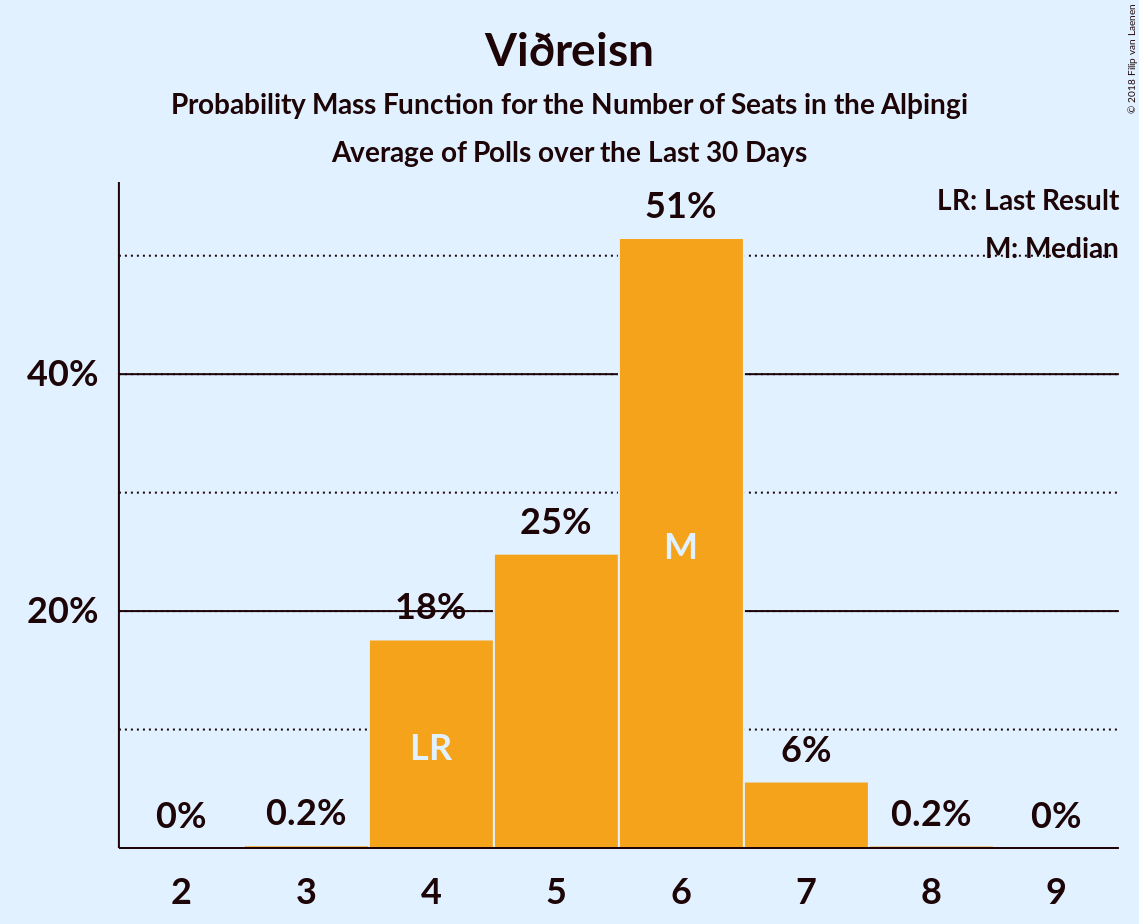 Viðreisn
Probability Mass Function for the Number of Seats in the Alþingi
Average of Polls over the Last 30 Days
© 2018 Filip van Laenen
LR: Last Result
M: Median
51%
40%
25%
M
20%
18%
LR
6%
0%
0.2%
0.2%
0%
2 3 4 5 6 7 8 9